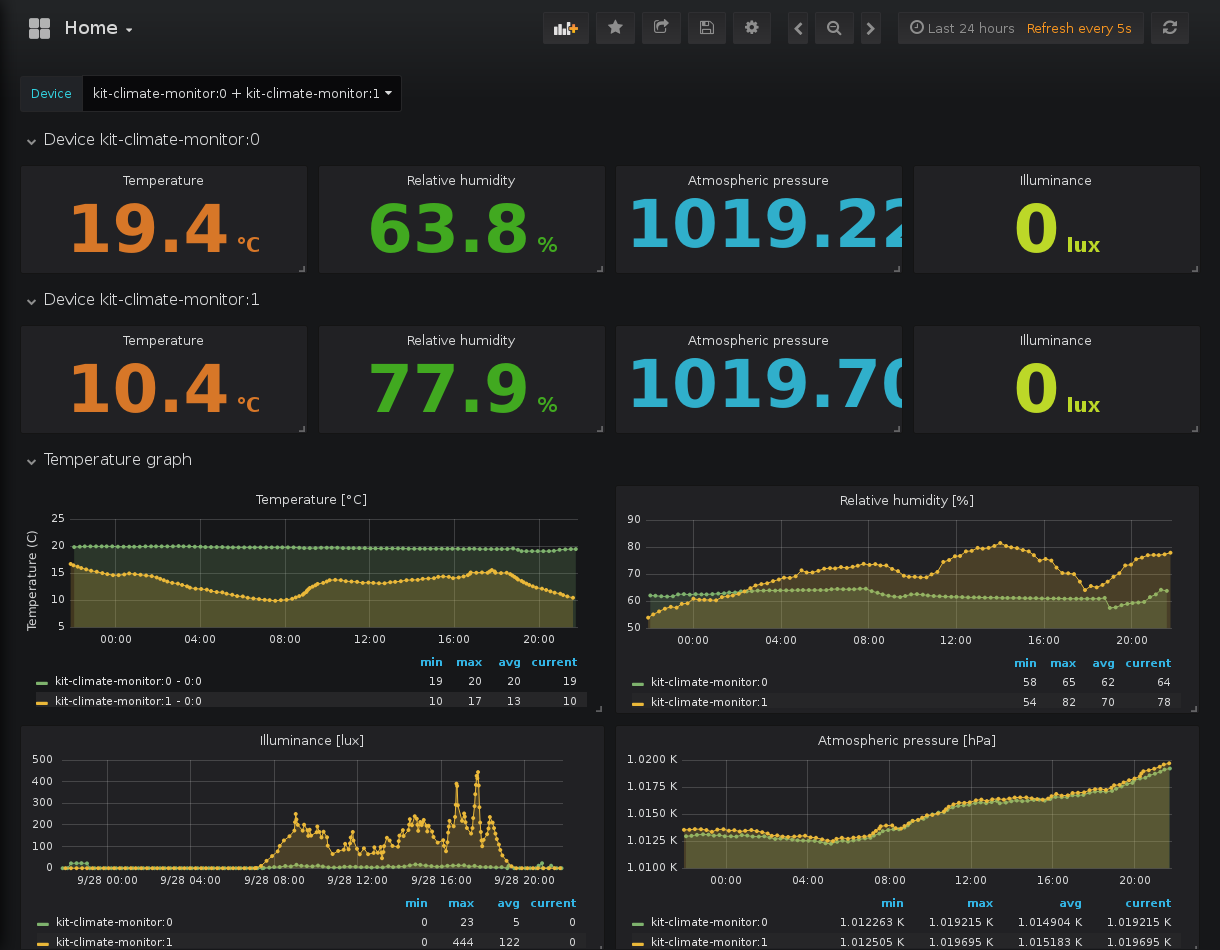 Home
Last 24 hours Refresh every 5s
Device kit-climate-monitor:0 + kit-climate-monitor:1
Device kit-climate-monitor:0
Temperature Relative humidity Atmospheric pressure Illuminance
19.4 °C 63.8 % 1019.22 0 lux
Device kit-climate-monitor:1
Temperature Relative humidity Atmospheric pressure Illuminance
10.4 °C 77.9 % 1019.70 0 lux
Temperature graph
Temperature [°C]
Temperature (C)
25
20
15
10
5
00:00 04:00 08:00 12:00 16:00 20:00
min max avg current
kit-climate-monitor:0 - 0:0 19 20 20 19
kit-climate-monitor:1 - 0:0 10 17 13 10
Relative humidity [%]
90
80
70
60
50
00:00 04:00 08:00 12:00 16:00 20:00
min max avg current
kit-climate-monitor:0 58 65 62 64
kit-climate-monitor:1 54 82 70 78
Illuminance [lux]
500
400
300
200
100
0
9/28 00:00 9/28 04:00 9/28 08:00 9/28 12:00 9/28 16:00 9/28 20:00
min max avg current
kit-climate-monitor:0 0 23 5 0
kit-climate-monitor:1 0 444 122 0
Atmospheric pressure [hPa]
1.0200 K
1.0175 K
1.0150 K
1.0125 K
1.0100 K
00:00 04:00 08:00 12:00 16:00 20:00
min max avg current
kit-climate-monitor:0 1.012263 K 1.019215 K 1.014904 K 1.019215 K
kit-climate-monitor:1 1.012505 K 1.019695 K 1.015183 K 1.019695 K